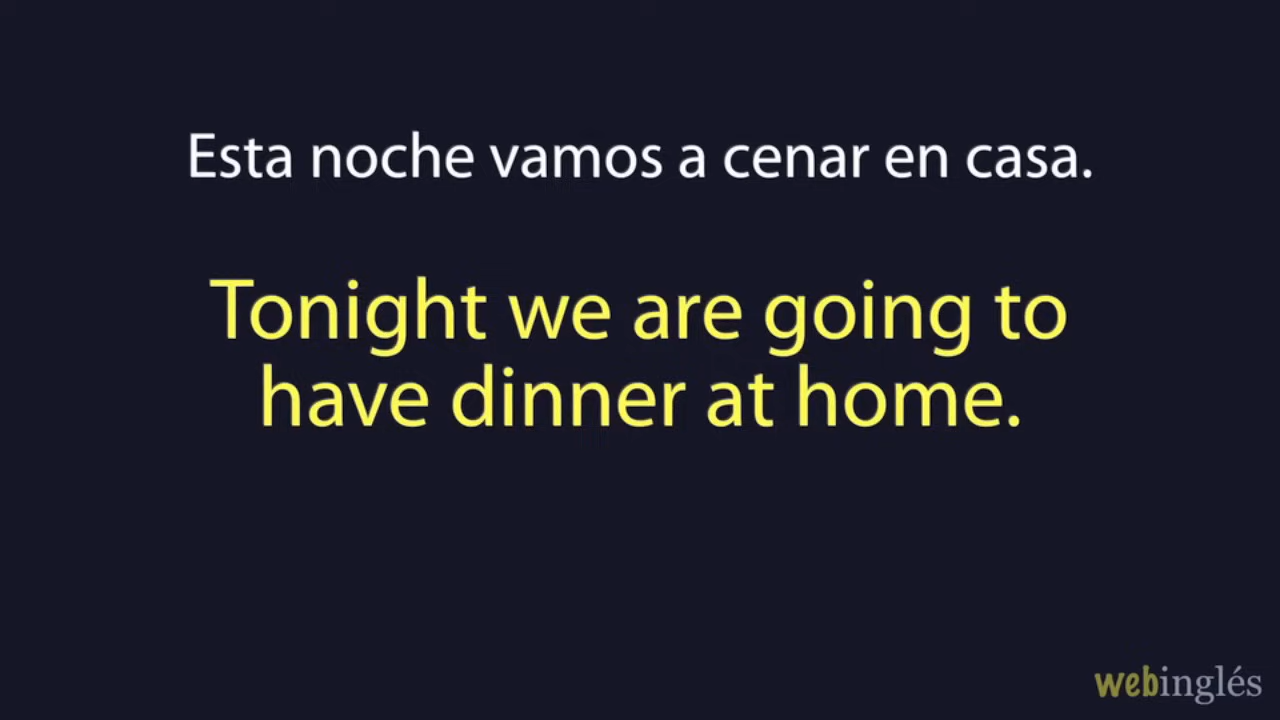 Esta noche vamos a cenar en casa.
Tonight we are going to
have dinner at home.
webinglés